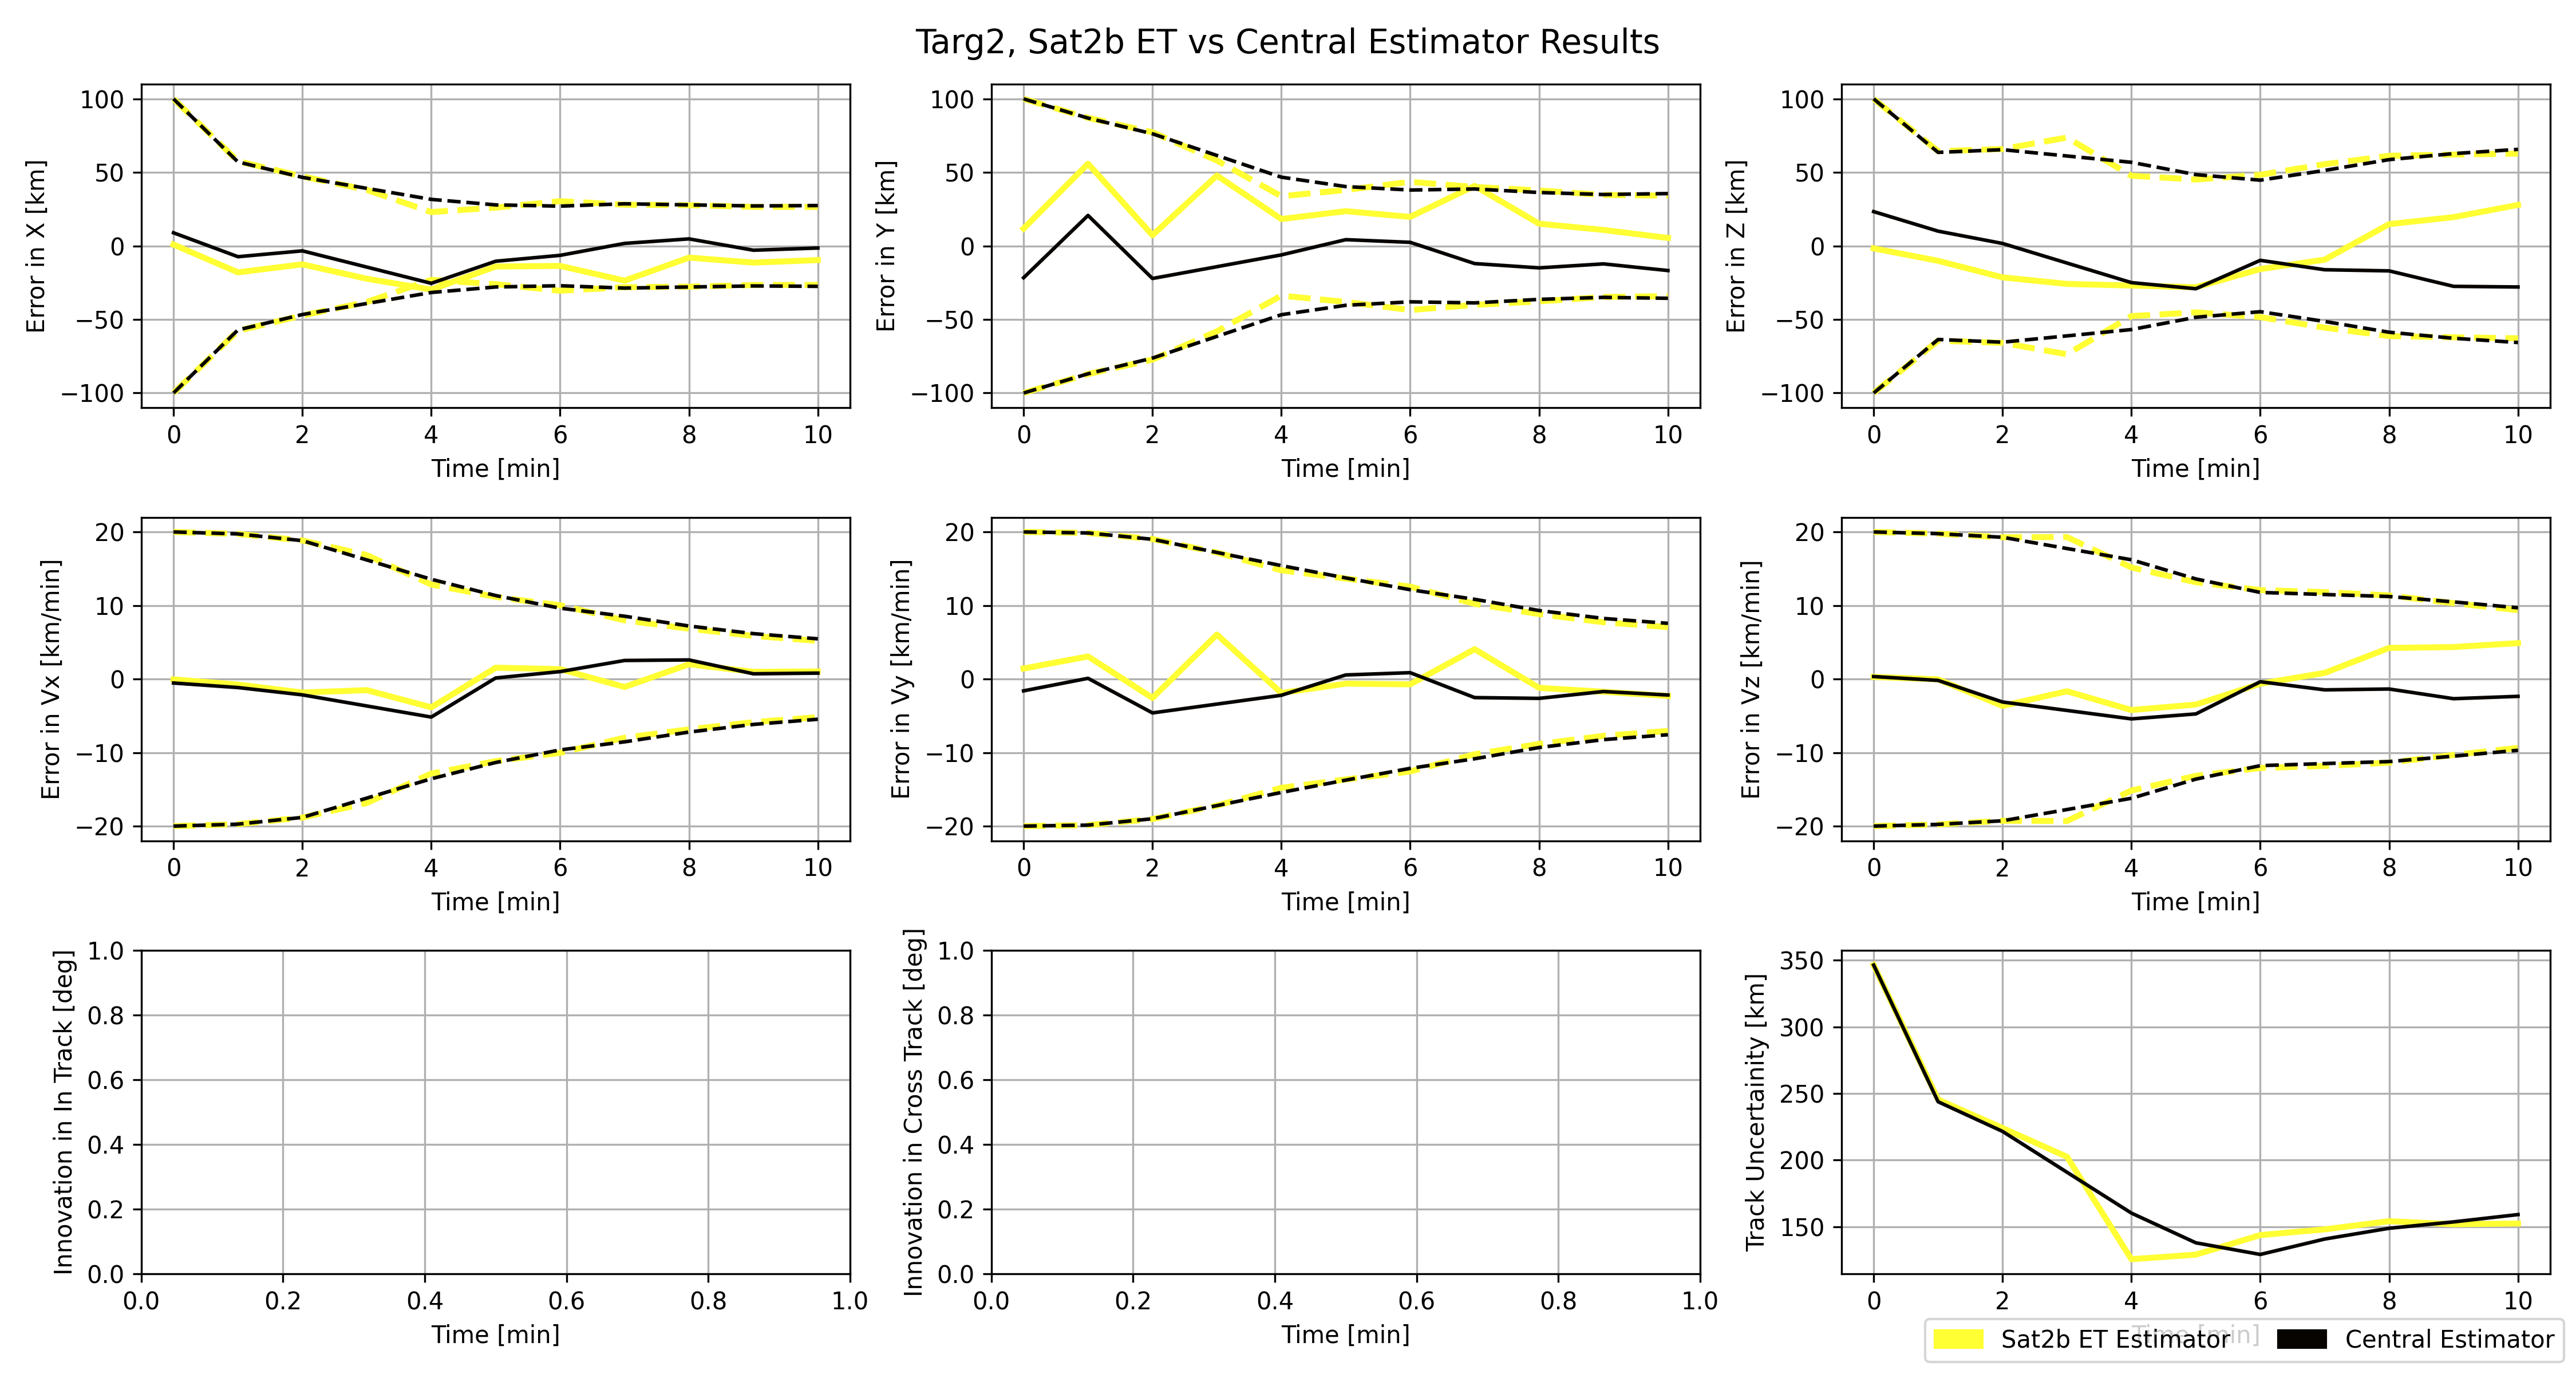 Targ2, Sat2b ET vs Central Estimator Results
Error in X [km]
100
50
0
−50
−100
0 2 4 6 8 10
Time [min]
Error in Y [km]
100
50
0
−50
−100
0 2 4 6 8 10
Time [min]
Error in Z [km]
100
50
0
−50
−100
0 2 4 6 8 10
Time [min]
Error in Vx [km/min]
20
10
0
−10
−20
0 2 4 6 8 10
Time [min]
Error in Vy [km/min]
20
10
0
−10
−20
0 2 4 6 8 10
Time [min]
Error in Vz [km/min]
20
10
0
−10
−20
0 2 4 6 8 10
Time [min]
Innovation in In Track [deg]
1.0
0.8
0.6
0.4
0.2
0.0
0.0 0.2 0.4 0.6 0.8 1.0
Time [min]
Innovation in Cross Track [deg]
1.0
0.8
0.6
0.4
0.2
0.0
0.0 0.2 0.4 0.6 0.8 1.0
Time [min]
Track Uncertainity [km]
350
300
250
200
150
0 2 4 6 8 10
Time [min]
Sat2b ET Estimator
Central Estimator